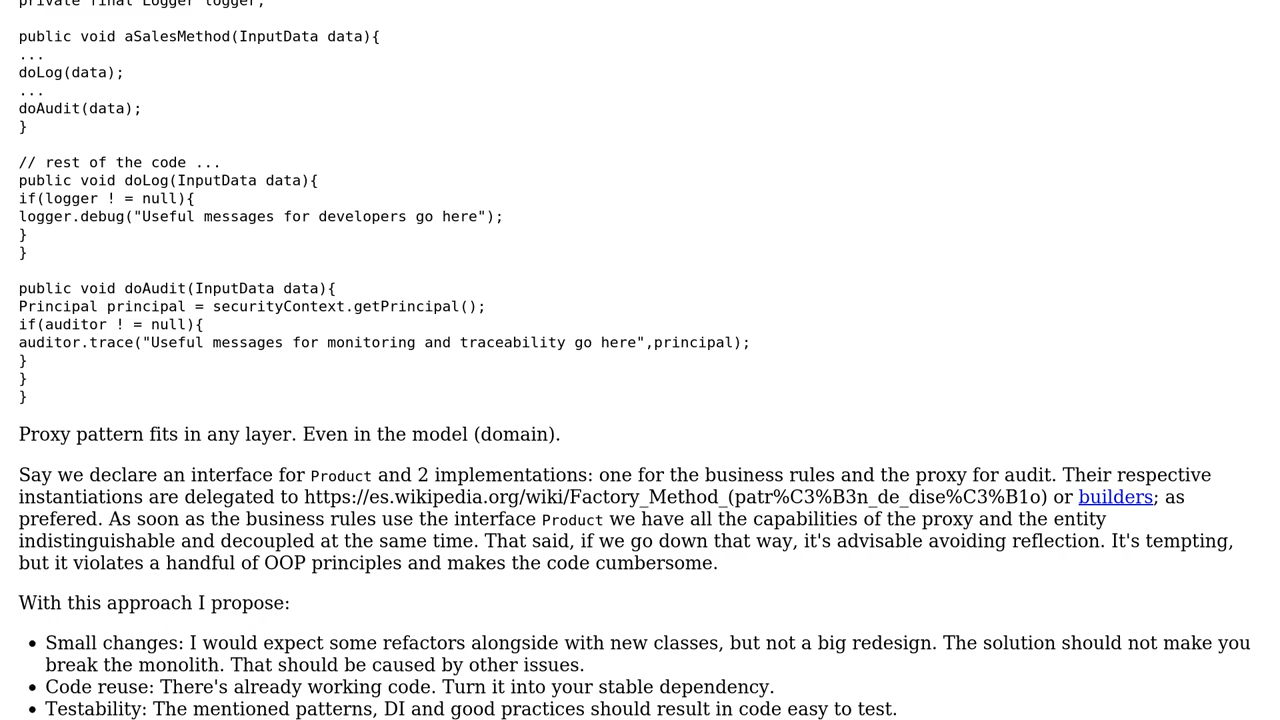 private final Logger logger;
public void aSalesMethod(InputData data){
...
doLog(data);
...
doAudit(data);
}
// rest of the code ...
public void doLog(InputData data){
if(logger ! = null){
logger.debug("Useful messages for developers go here");
}
}
public void doAudit(InputData data){
Principal principal = securityContext.getPrincipal();
if(auditor ! = null){
auditor.trace("Useful messages for monitoring and traceability go here",principal);
}
}
}
Proxy pattern fits in any layer. Even in the model (domain).
Say we declare an interface for Product and 2 implementations: one for the business rules and the proxy for audit. Their respective
instantiations are delegated to https://es.wikipedia.org/wiki/Factory_Method_(patr%C3%B3n_de_dise%C3%B1o) or builders; as
prefered. As soon as the business rules use the interface Product we have all the capabilities of the proxy and the entity
indistinguishable and decoupled at the same time. That said, if we go down that way, it's advisable avoiding reflection. It's tempting,
but it violates a handful of OOP principles and makes the code cumbersome.
With this approach I propose:
• Small changes: I would expect some refactors alongside with new classes, but not a big redesign. The solution should not make you
break the monolith. That should be caused by other issues.
• Code reuse: There's already working code. Turn it into your stable dependency.
• Testability: The mentioned patterns, DI and good practices should result in code easy to test.